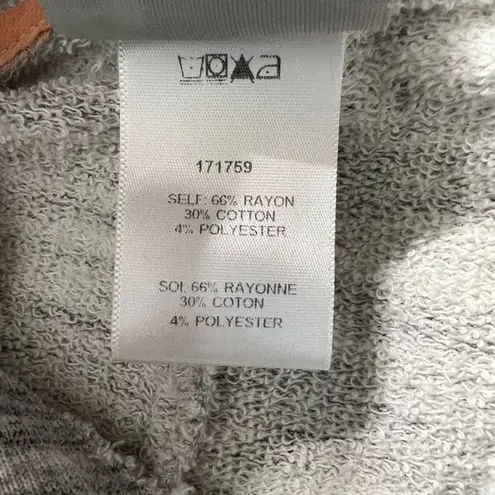 171759
SELF: 66% RAYON
30% COTTON
4% POLYESTER
SOI: 66% RAYONNE
30% COTON
4% POLYESTER